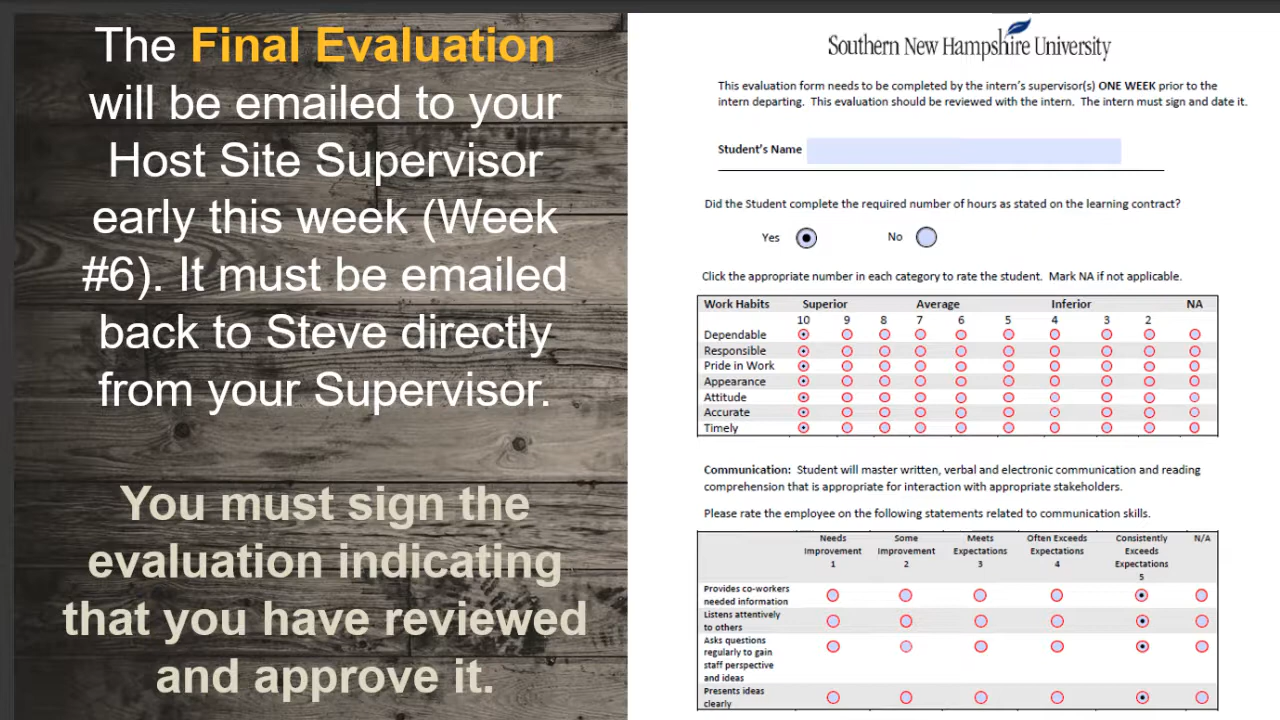 The Final Evaluation
will be emailed to your
Host Site Supervisor
early this week (Week
#6). It must be emailed
back to Steve directly
from your Supervisor.
You must sign the
evaluation indicating
that you have reviewed
and approve it.
Southern New Hampshire University
This evaluation form needs to be completed by the intern's supervisor(s) ONE WEEK prior to the
intern departing. This evaluation should be reviewed with the intern. The intern must sign and date it.
Student's Name
Did the Student complete the required number of hours as stated on the learning contract?
Yes No
Click the appropriate number in each category to rate the student. Mark NA if not applicable.
Work Habits Superior Average Inferior NA
10 9 8 7 6 5 4 3 2
Dependable
Responsible
Pride in Work
Appearance
Attitude
Accurate
Timely
Communication: Student will master written, verbal and electronic communication and reading
comprehension that is appropriate for interaction with appropriate stakeholders.
Please rate the employee on the following statements related to communication skills.
Needs Some Meets Often Exceeds Consistently N/A
Improvement Improvement Expectations Expectations Exceeds
1 2 3 4 Expectations
5
Provides co-workers
needed information
Listens attentively
to others
Asks questions
regularly to gain
staff perspective
and ideas
Presents ideas
clearly